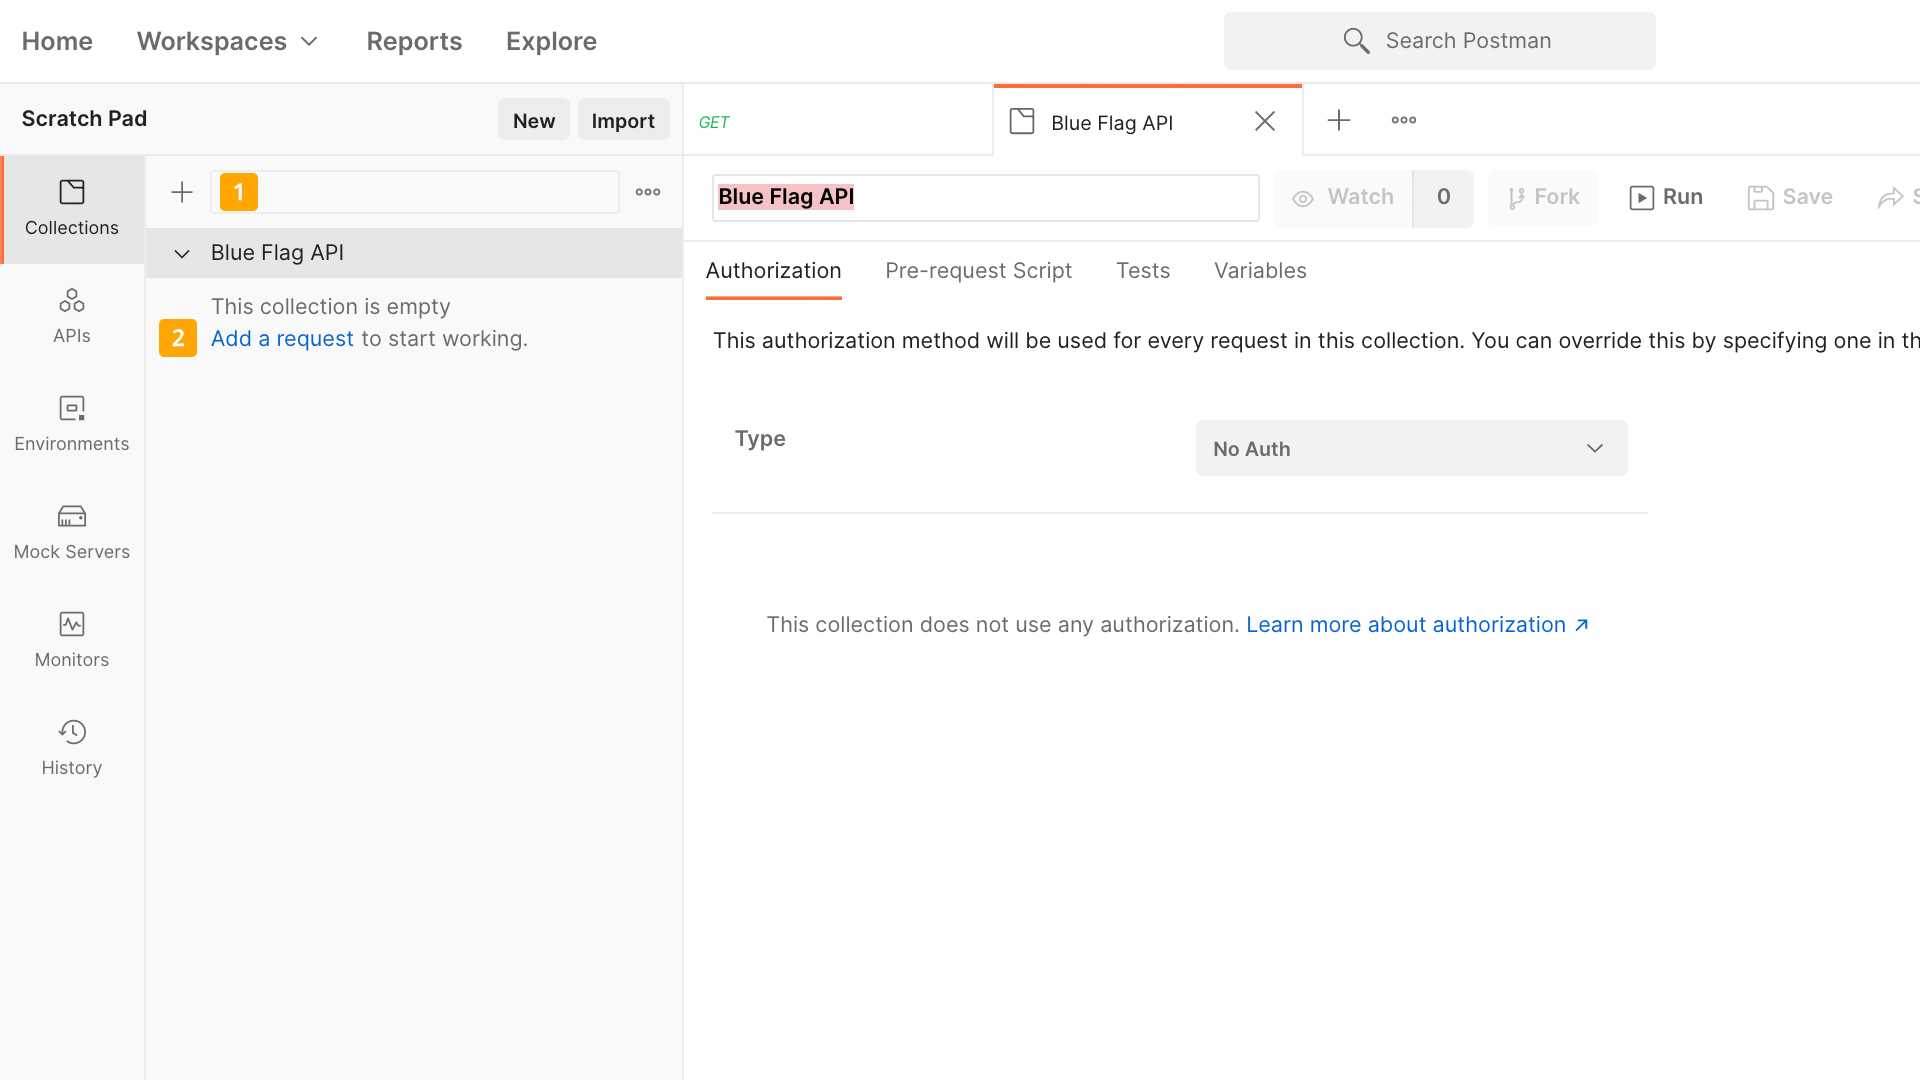 Home Workspaces Reports Explore Search Postman
Scratch Pad New Import GET Blue Flag API
1
Blue Flag API Watch 0 Fork Run Save S
Collections
Blue Flag API
This collection is empty
2 Add a request to start working.
APIs
Environments
Mock Servers
Monitors
History
Authorization Pre-request Script Tests Variables
This authorization method will be used for every request in this collection. You can override this by specifying one in th
Type No Auth
This collection does not use any authorization. Learn more about authorization ↗